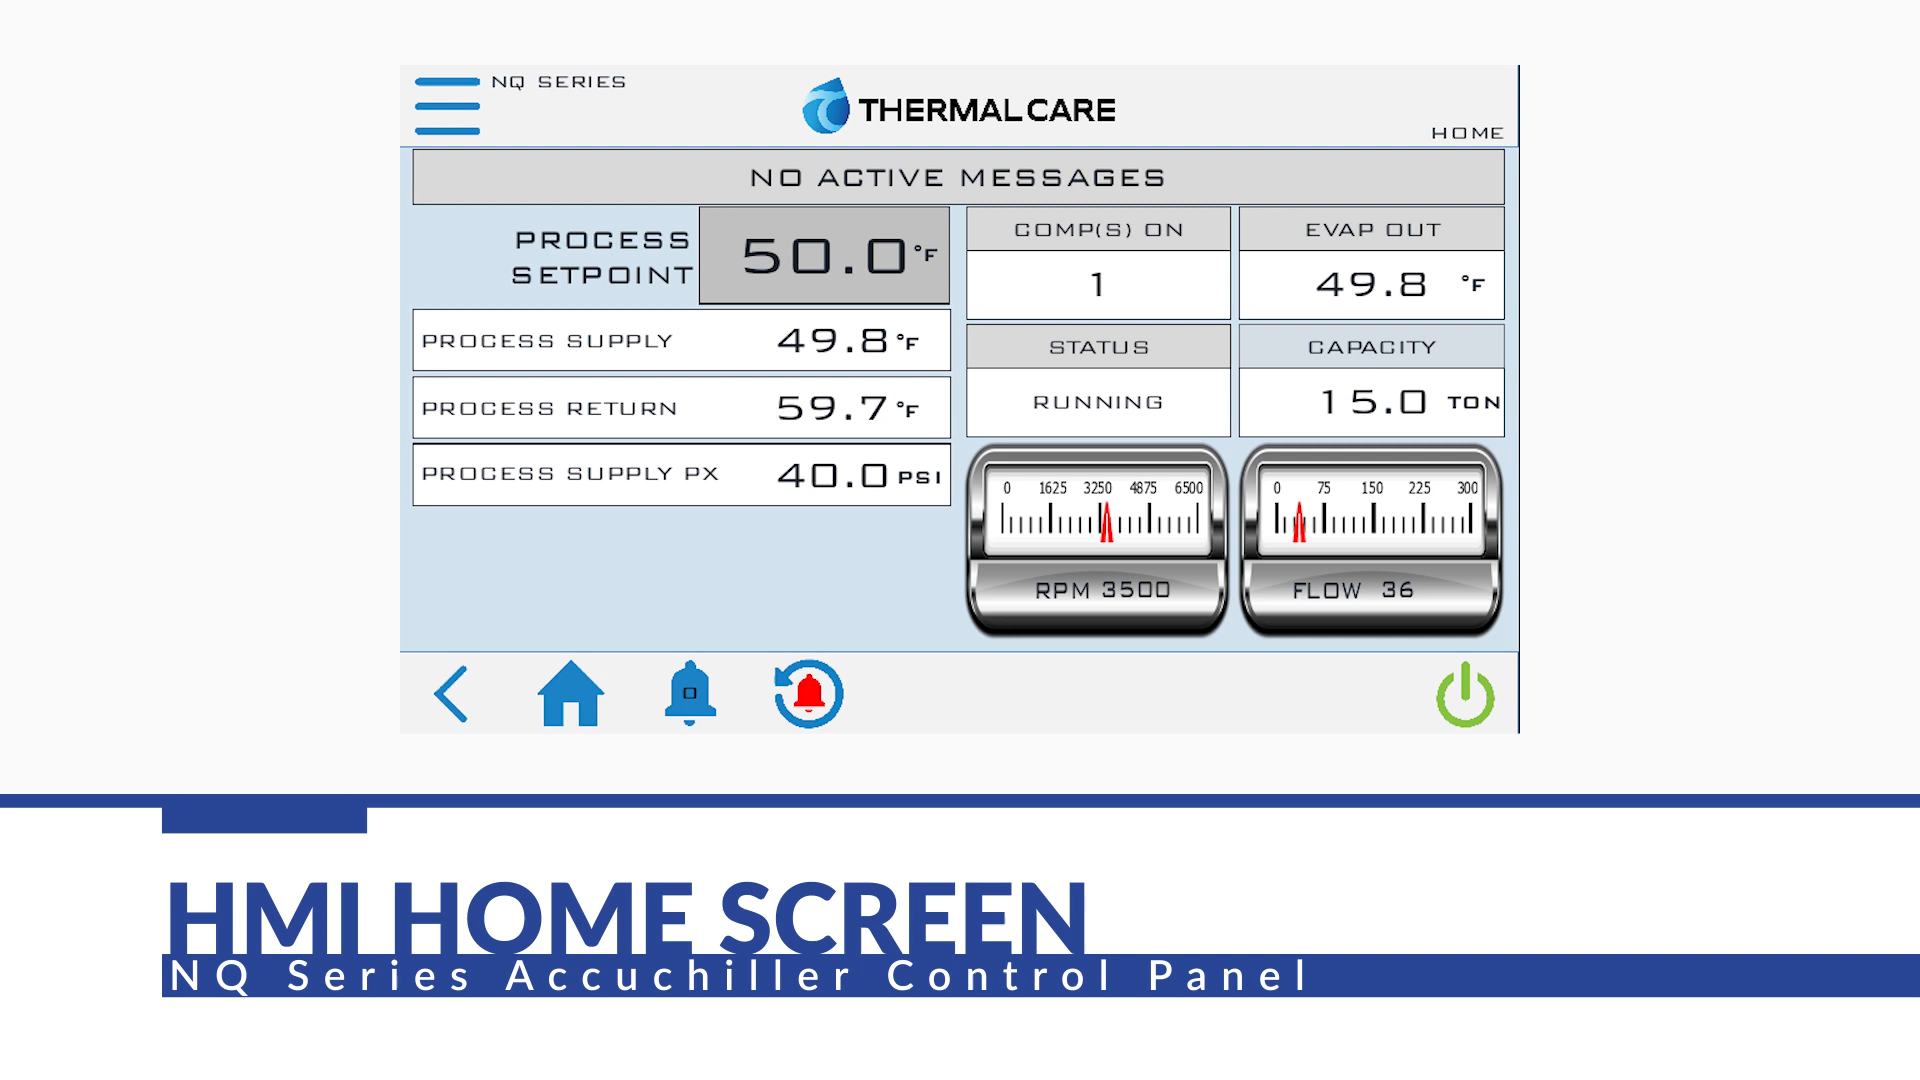 NQ SERIES
THERMALCARE
HOME
NO ACTIVE MESSAGES
PROCESS
SETPOINT
50.0 °F
PROCESS SUPPLY 49.8 °F
PROCESS RETURN 59.7 °F
PROCESS SUPPLY PX 40.0 PSI
COMP(S) ON
1
EVAP OUT
49.8 °F
STATUS
RUNNING
CAPACITY
15.0 TON
0 1625 3250 4875 6500
RPM 3500
0 75 150 225 300
FLOW 36
0
HMI HOME SCREEN
NQ Series Accuchiller Control Panel